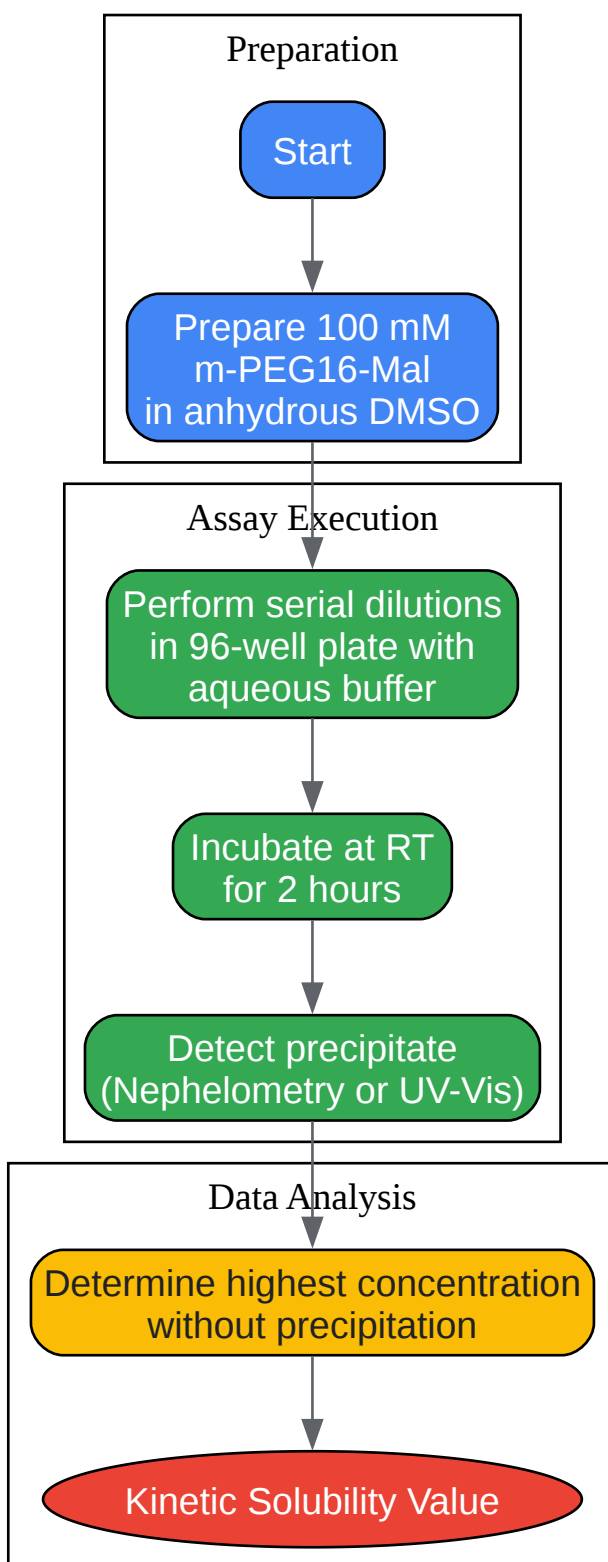 Preparation
Start
Prepare 100 mM
m-PEG16-Mal
in anhydrous DMSO
Assay Execution
Perform serial dilutions
in 96-well plate with
aqueous buffer
Incubate at RT
for 2 hours
Detect precipitate
(Nephelometry or UV-Vis)
Data Analysis
Determine highest concentration
without precipitation
Kinetic Solubility Value